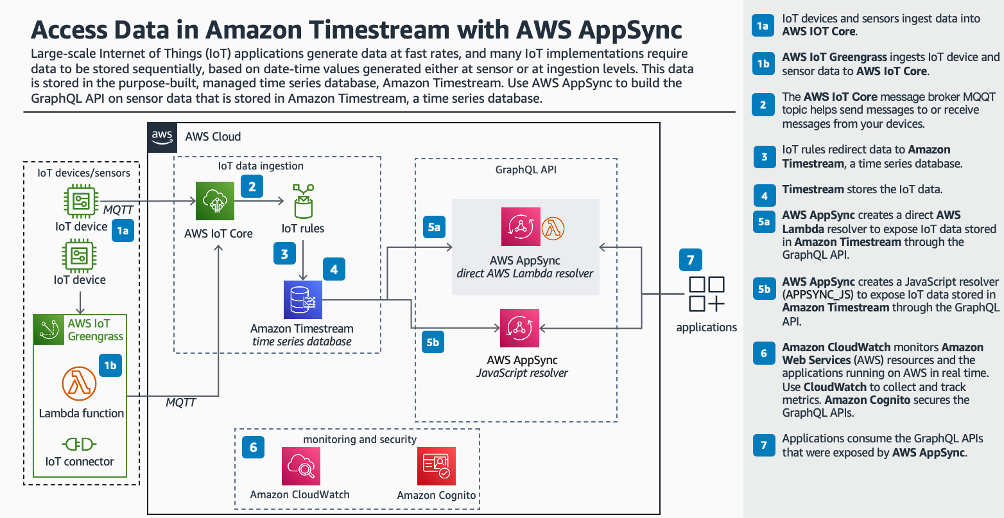 Access Data in Amazon Timestream with AWS AppSync
Large-scale Internet of Things (IoT) applications generate data at fast rates, and many IoT implementations require
data to be stored sequentially, based on date-time values generated either at sensor or at ingestion levels. This data
is stored in the purpose-built, managed time series database, Amazon Timestream. Use AWS AppSync to build the
GraphQL API on sensor data that is stored in Amazon Timestream, a time series database.
aws
AWS Cloud
IoT devices/sensors
IoT device
MQTT
1a
IoT device
AWS IoT
Greengrass
1b
Lambda function
IoT connector
MQTT
IoT data ingestion
2
AWS IoT Core
IoT rules
3
4
Amazon Timestream
time series database
GraphQL API
5a
AWS AppSync
direct AWS Lambda resolver
5b
AWS AppSync
JavaScript resolver
7
applications
6
monitoring and security
Amazon CloudWatch
Amazon Cognito
1a
IoT devices and sensors ingest data into
AWS IOT Core.
1b
AWS IoT Greengrass ingests IoT device and
sensor data to AWS IoT Core.
2
The AWS IoT Core message broker MQQT
topic helps send messages to or receive
messages from your devices.
3
IoT rules redirect data to Amazon
Timestream, a time series database.
4
Timestream stores the IoT data.
5a
AWS AppSync creates a direct AWS
Lambda resolver to expose IoT data stored
in Amazon Timestream through the
GraphQL API.
5b
AWS AppSync creates a JavaScript resolver
(APPSYNC_JS) to expose IoT data stored in
Amazon Timestream through the GraphQL
API.
6
Amazon CloudWatch monitors Amazon
Web Services (AWS) resources and the
applications running on AWS in real time.
Use CloudWatch to collect and track
metrics. Amazon Cognito secures the
GraphQL APIs.
7
Applications consume the GraphQL APIs
that were exposed by AWS AppSync.